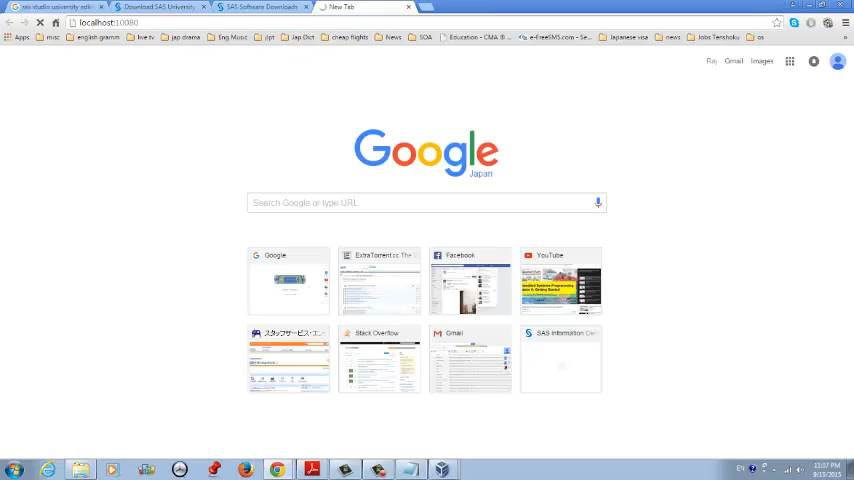 sas studio university editi
Download SAS University
SAS Software Downloads
New Tab
localhost:10080
Apps
misc
english gramm
live tv
jap drama
Eng Music
jlpt
Jap Dict
cheap flights
News
SOA
Education - CMA ®...
e-FreeSMS.com - Se...
Japanese visa
news
Jobs Tenshoku
os
»
Raj
Gmail
Images
Google
Japan
Search Google or type URL
Google
ExtraTorrent.cc The
Facebook
YouTube
スタッフサービス・エン
Stack Overflow
Gmail
SAS Information Cen
EN
11:07 PM
9/19/2015